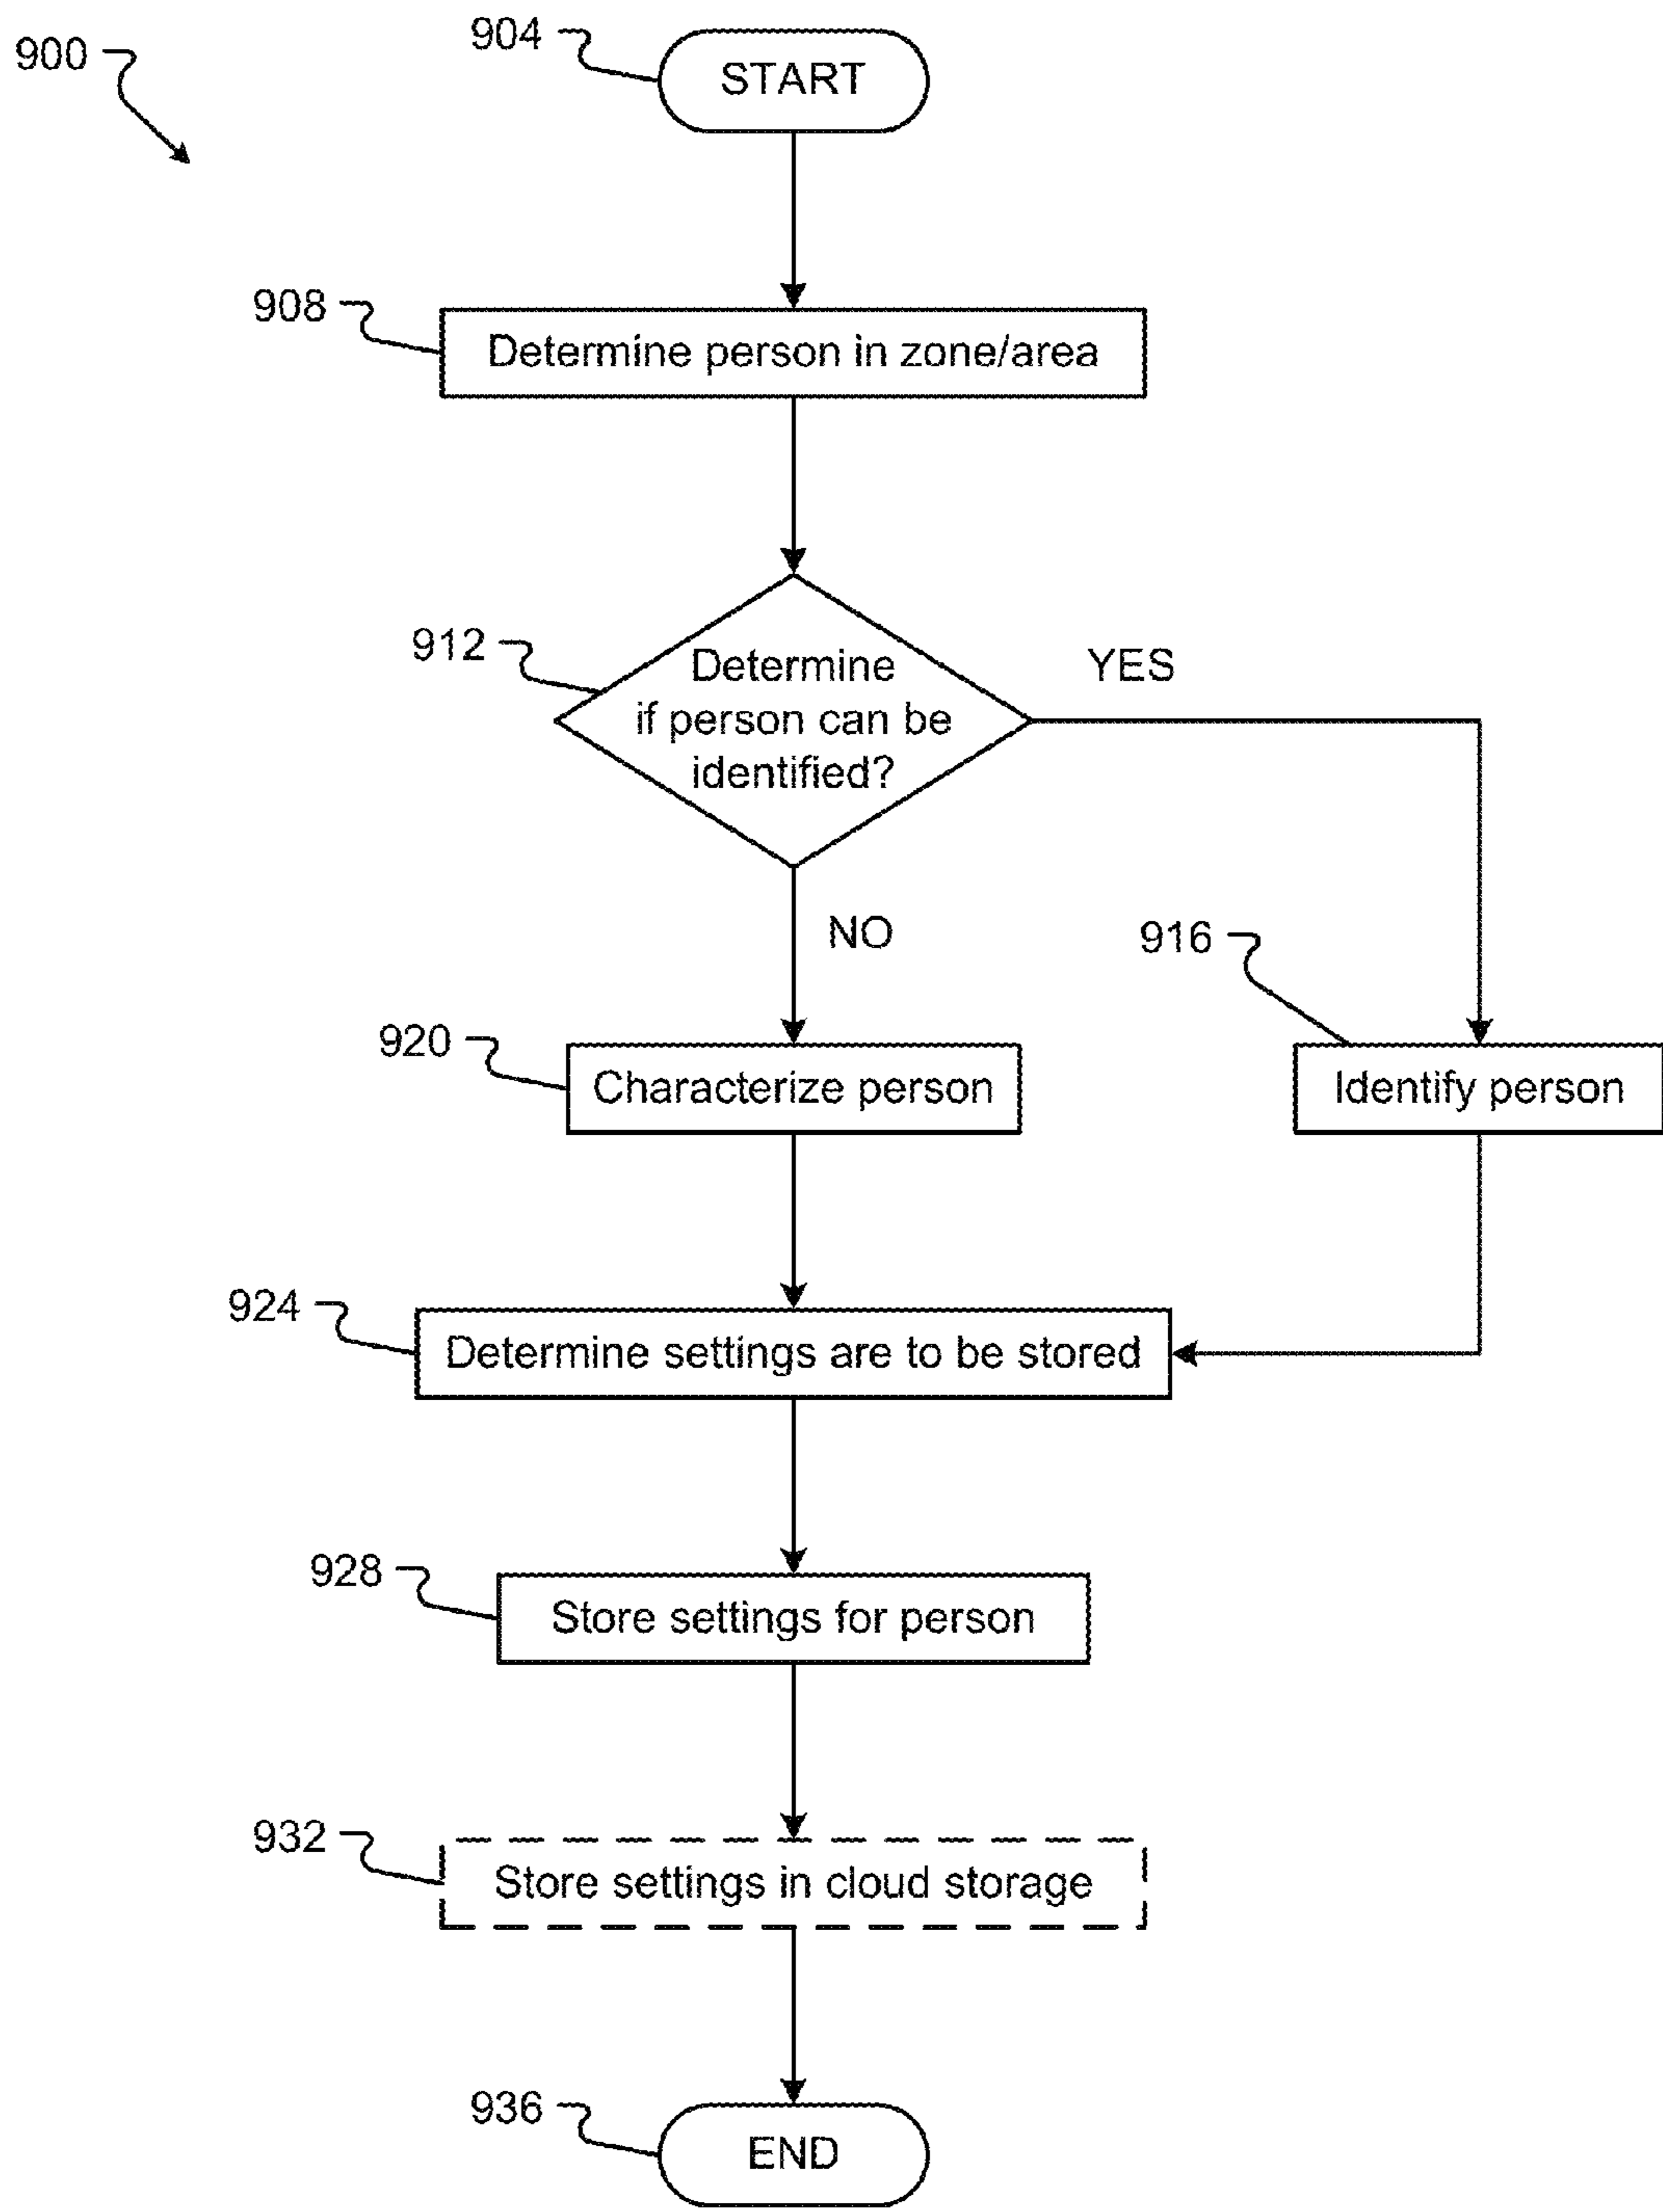 900
904
START
908
Determine person in zone/area
912
Determine
if person can be
identified?
YES
NO
916
920
Characterize person
Identify person
924
Determine settings are to be stored
928
Store settings for person
932
Store settings in cloud storage
936
END